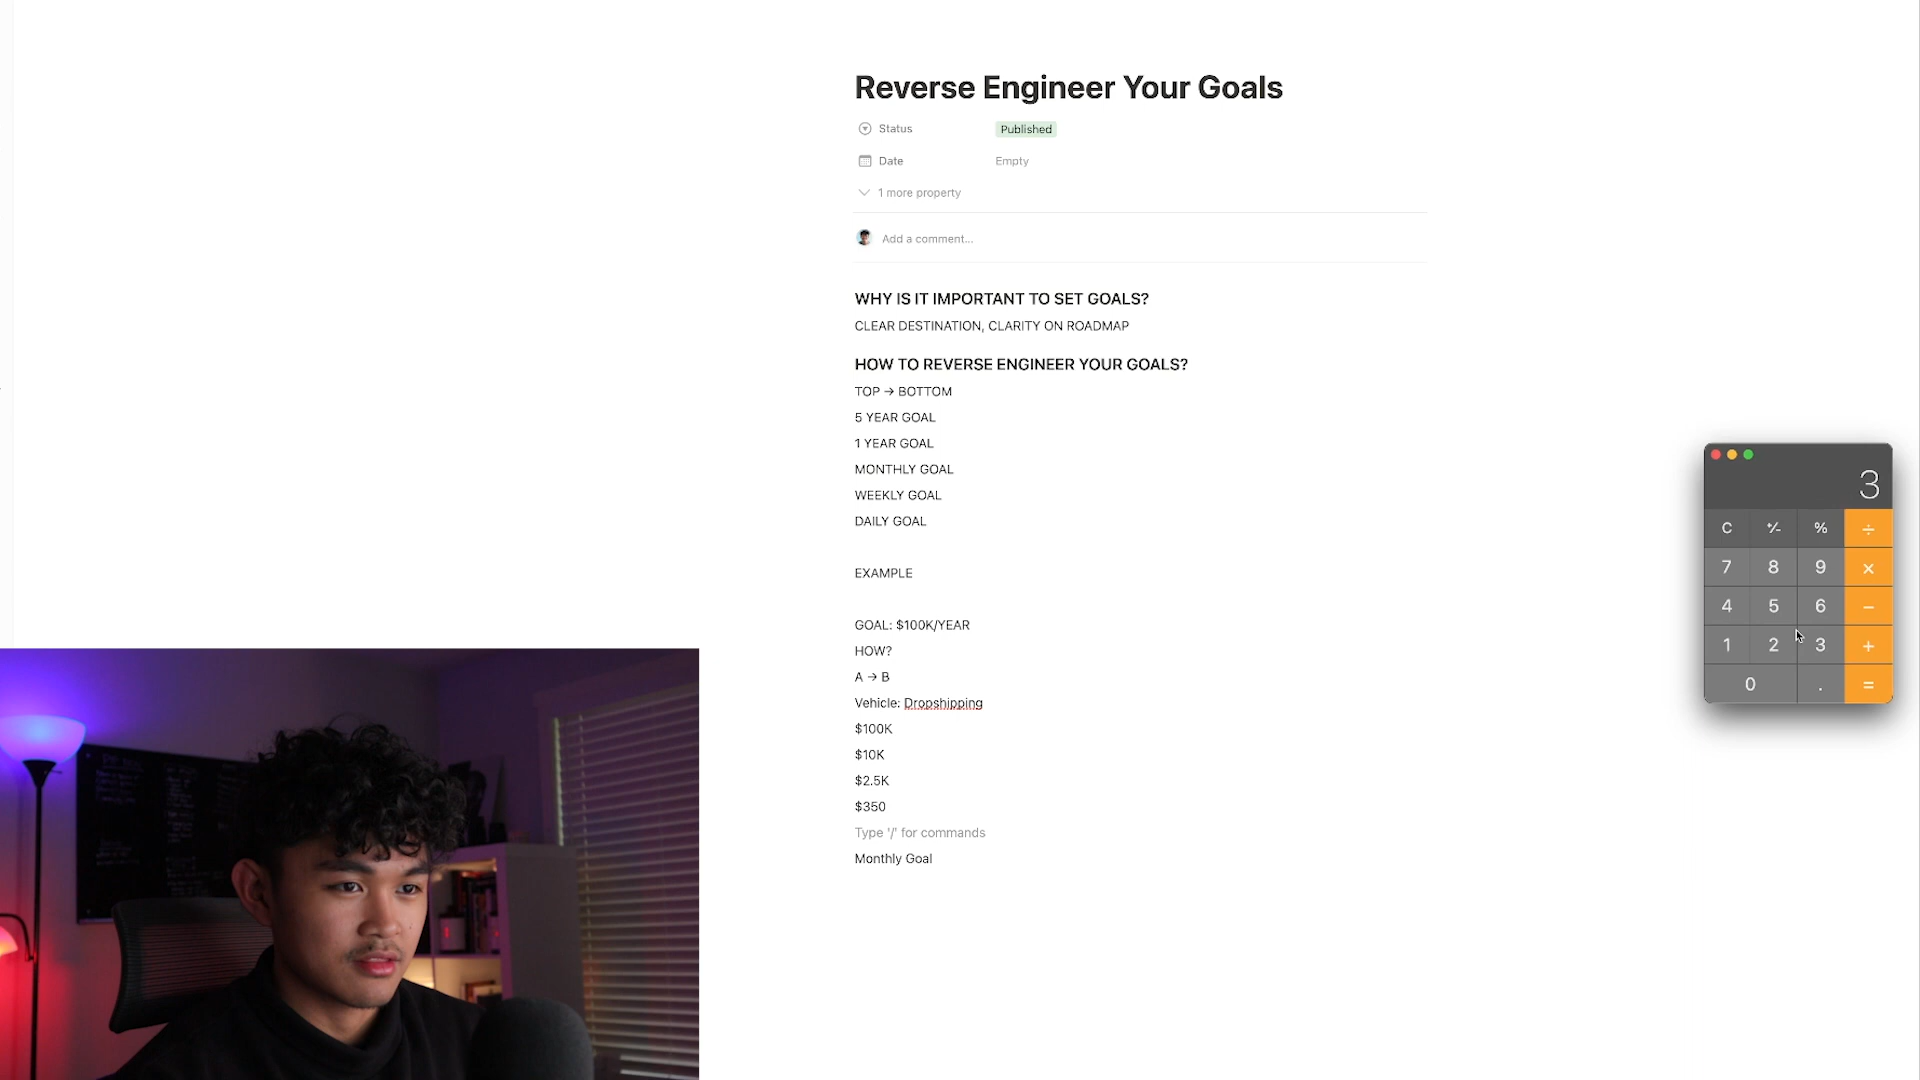 Reverse Engineer Your Goals
Status Published
Date Empty
1 more property
Add a comment...
WHY IS IT IMPORTANT TO SET GOALS?
CLEAR DESTINATION, CLARITY ON ROADMAP
HOW TO REVERSE ENGINEER YOUR GOALS?
TOP → BOTTOM
5 YEAR GOAL
1 YEAR GOAL
MONTHLY GOAL
WEEKLY GOAL
DAILY GOAL
EXAMPLE
GOAL: $100K/YEAR
HOW?
A → B
Vehicle: Dropshipping
$100K
$10K
$2.5K
$350
Type '/' for commands
Monthly Goal
3
C +/- % ÷
7 8 9 ×
4 5 6 −
1 2 3 +
0 . =